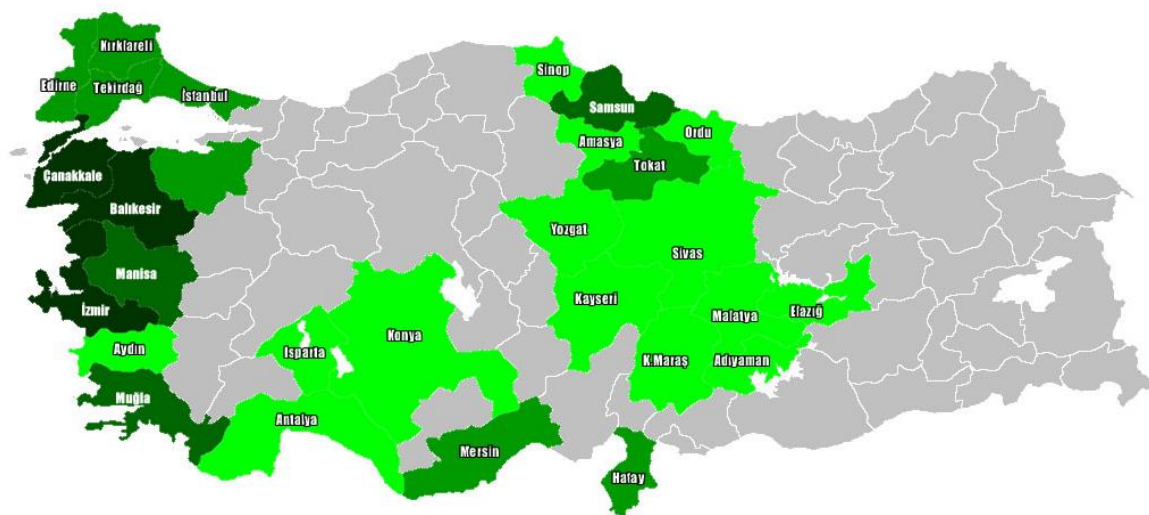 Kırklareli
Edirne
Tekirdağ
İstanbul
Sinop
Samsun
Ordu
Amasya
Tokat
Çanakkale
Balıkesir
Yozgat
Sivas
Manisa
İzmir
Kayseri
Malatya
Elazığ
Aydın
Isparta
Konya
K.Maraş
Adıyaman
Muğla
Antalya
Mersin
Hatay